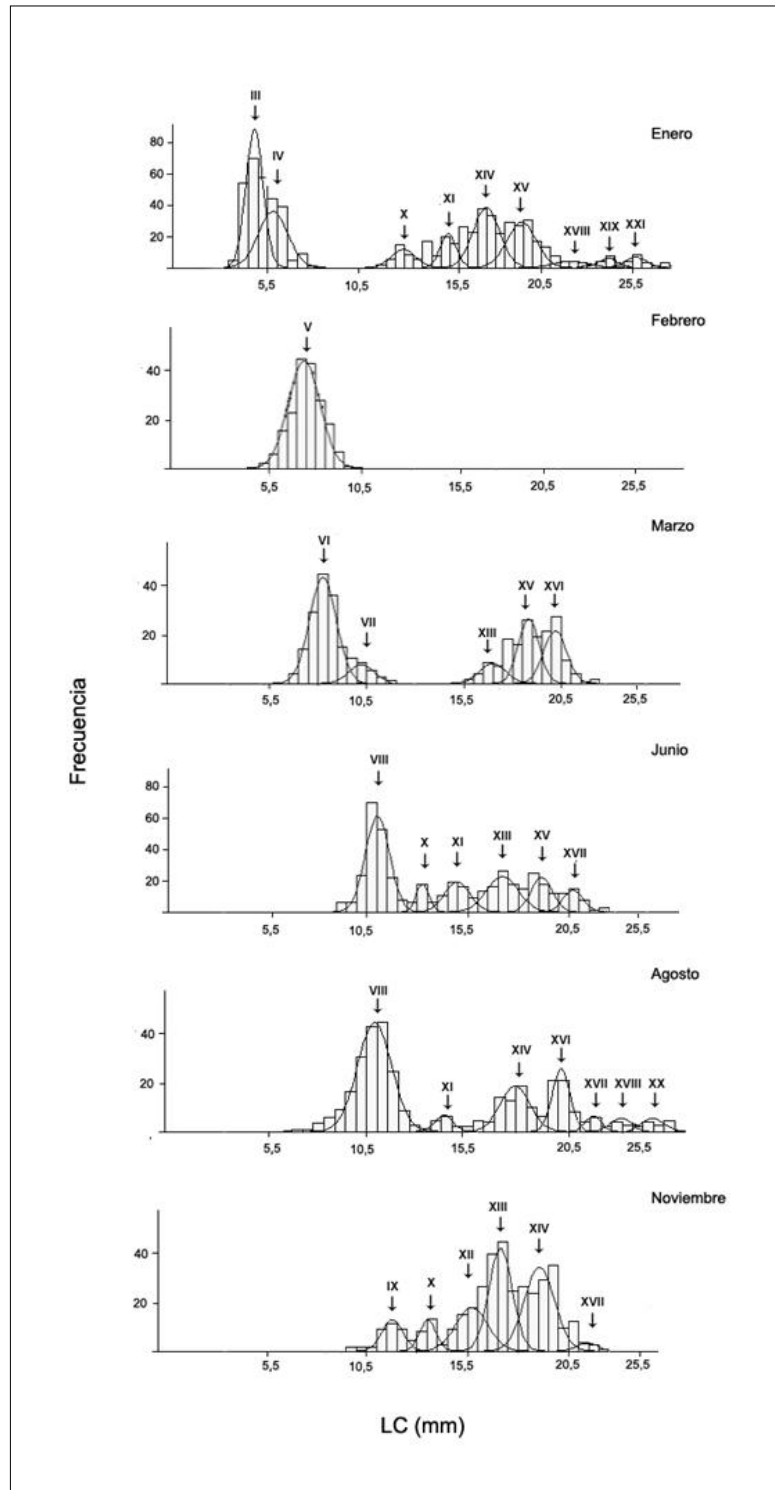 Enero
III
IV
X XI XIV XV XVIII XIX XXI
80
60
40
20
5,5 10,5 15,5 20,5 25,5
Febrero
V
40
20
5,5 10,5 15,5 20,5 25,5
Marzo
VI
VII
XIII XV XVI
40
20
5,5 10,5 15,5 20,5 25,5
Frecuencia
Junio
VIII
X XI XIII XV XVII
80
60
40
20
5,5 10,5 15,5 20,5 25,5
Agosto
VIII
XI XIV XVI XVII XVIII XX
40
20
5,5 10,5 15,5 20,5 25,5
Noviembre
IX X XII XIII XIV XVII
40
20
5,5 10,5 15,5 20,5 25,5
LC (mm)